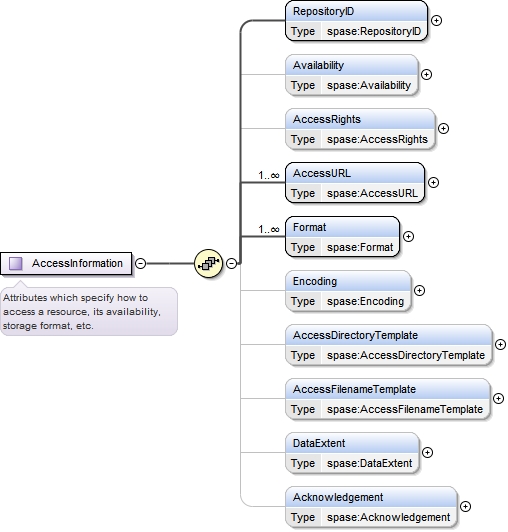 RepositoryID
Type spase:RepositoryID
Availability
Type spase:Availability
AccessRights
Type spase:AccessRights
1..∞
AccessURL
Type spase:AccessURL
1..∞
Format
Type spase:Format
AccessInformation
Attributes which specify how to
access a resource, its availability,
storage format, etc.
Encoding
Type spase:Encoding
AccessDirectoryTemplate
Type spase:AccessDirectoryTemplate
AccessFilenameTemplate
Type spase:AccessFilenameTemplate
DataExtent
Type spase:DataExtent
Acknowledgement
Type spase:Acknowledgement